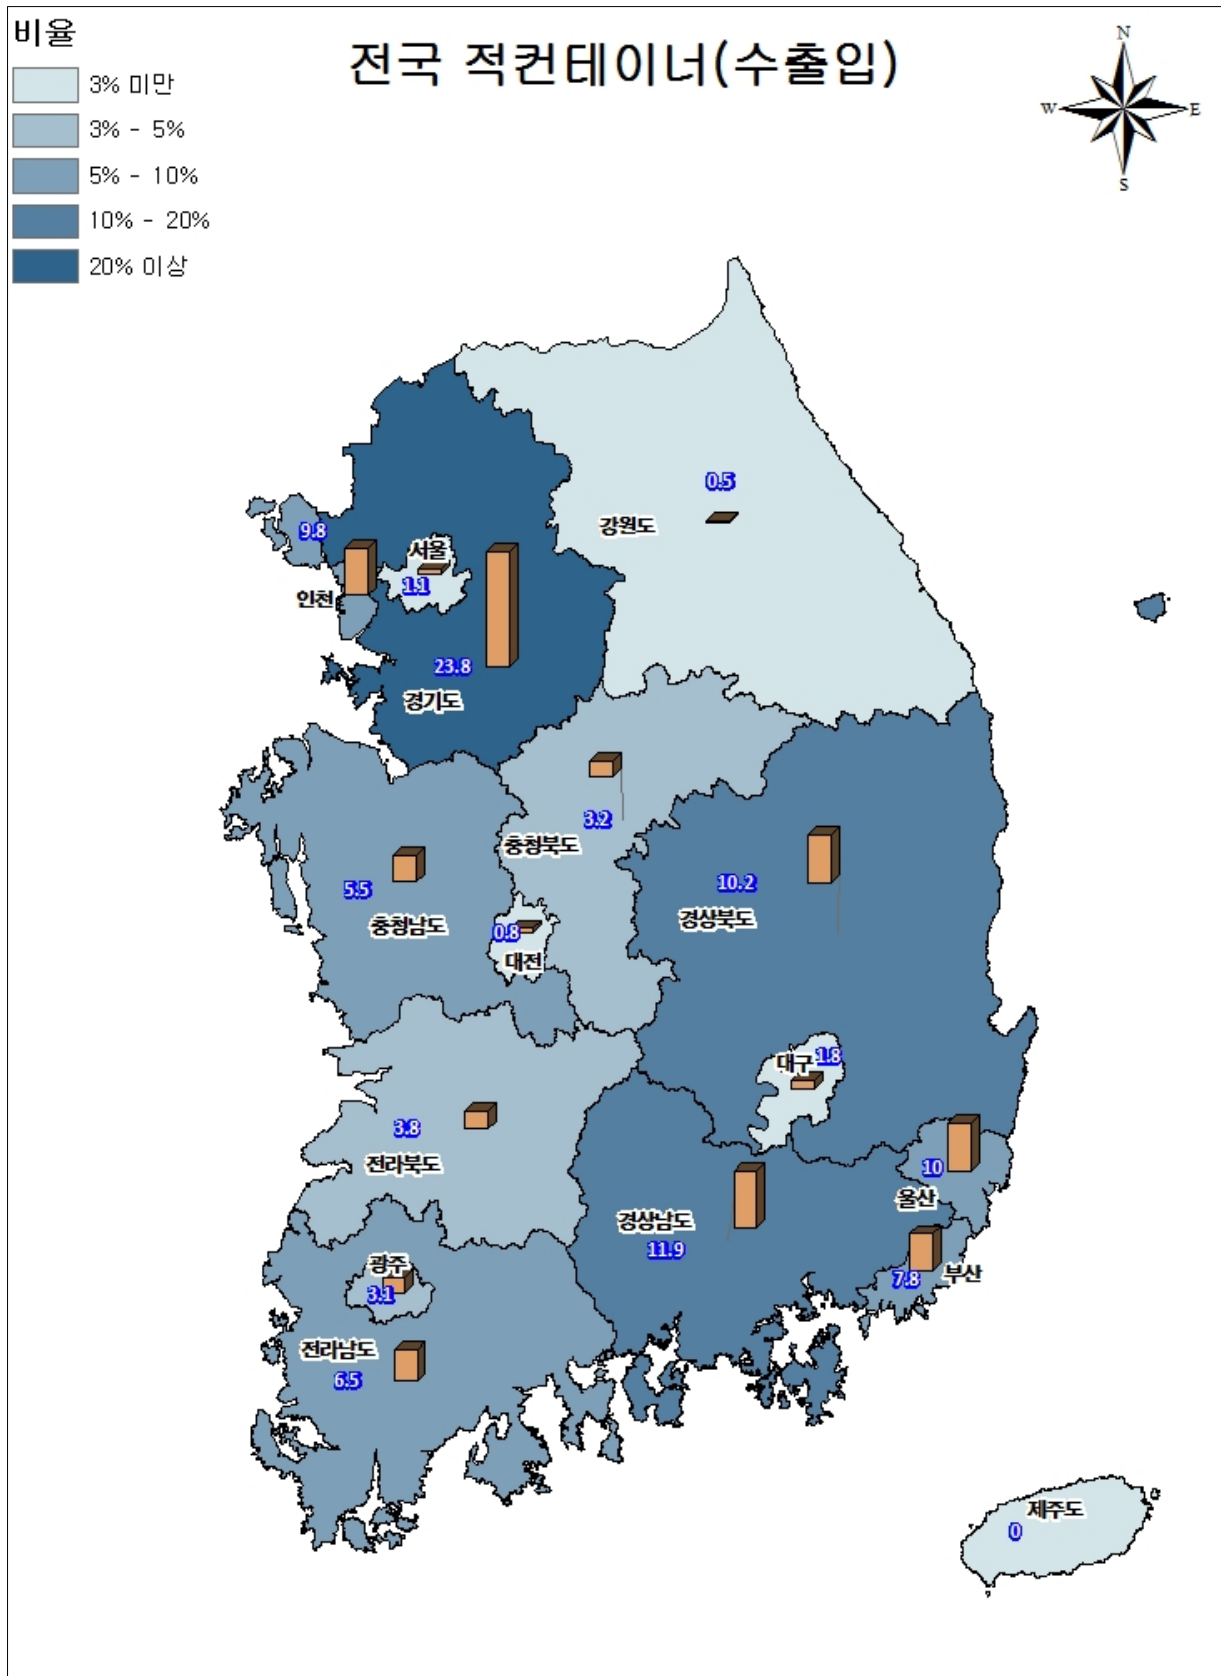 비율
전국 적컨테이너(수출입)
3% 미만
3% - 5%
5% - 10%
10% - 20%
20% 이상
N
W
E
S
0.5
강원도
9.8
서울
1.1
인천
23.8
경기도
3.2
충청북도
5.5
충청남도
10.2
경상북도
0.8
대전
대구
1.8
3.8
전라북도
10
울산
경상남도
11.9
광주
3.1
7.8
부산
전라남도
6.5
제주도
0